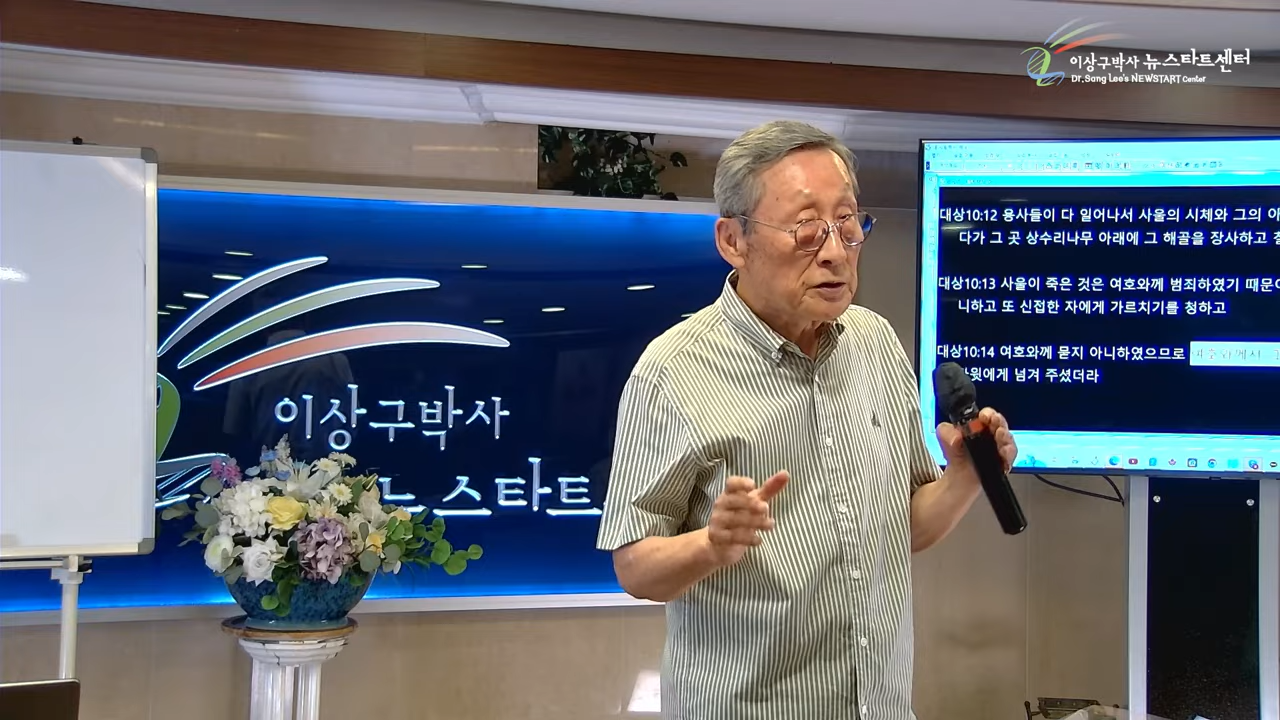 이상구박사 뉴스타트센터
Dr. Sang Lee's NEWSTART Center
이상구박사
뉴스타트
대상10:12 용사들이 다 일어나서 사울의 시체와 그의
다가 그 곳 상수리나무 아래에 그 해골을 장사하고
대상10:13 사울이 죽은 것은 여호와께 범죄하였기
니하고 또 신접한 자에게 가르치기를 청하고
대상10:14 여호와께 묻지 아니하였으므로 여호와께서
윗에게 넘겨 주셨더라